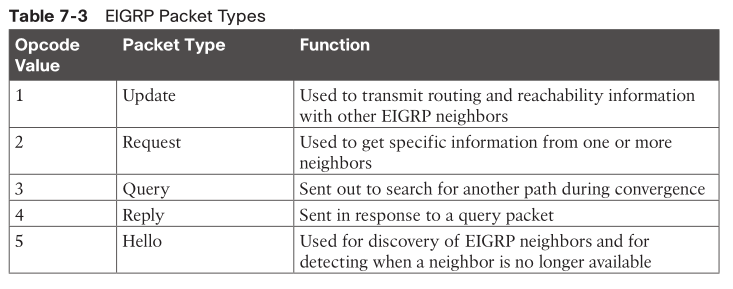 Table 7-3 EIGRP Packet Types
Opcode Value Packet Type Function
1 Update Used to transmit routing and reachability information
with other EIGRP neighbors
2 Request Used to get specific information from one or more
neighbors
3 Query Sent out to search for another path during convergence
4 Reply Sent in response to a query packet
5 Hello Used for discovery of EIGRP neighbors and for
detecting when a neighbor is no longer available